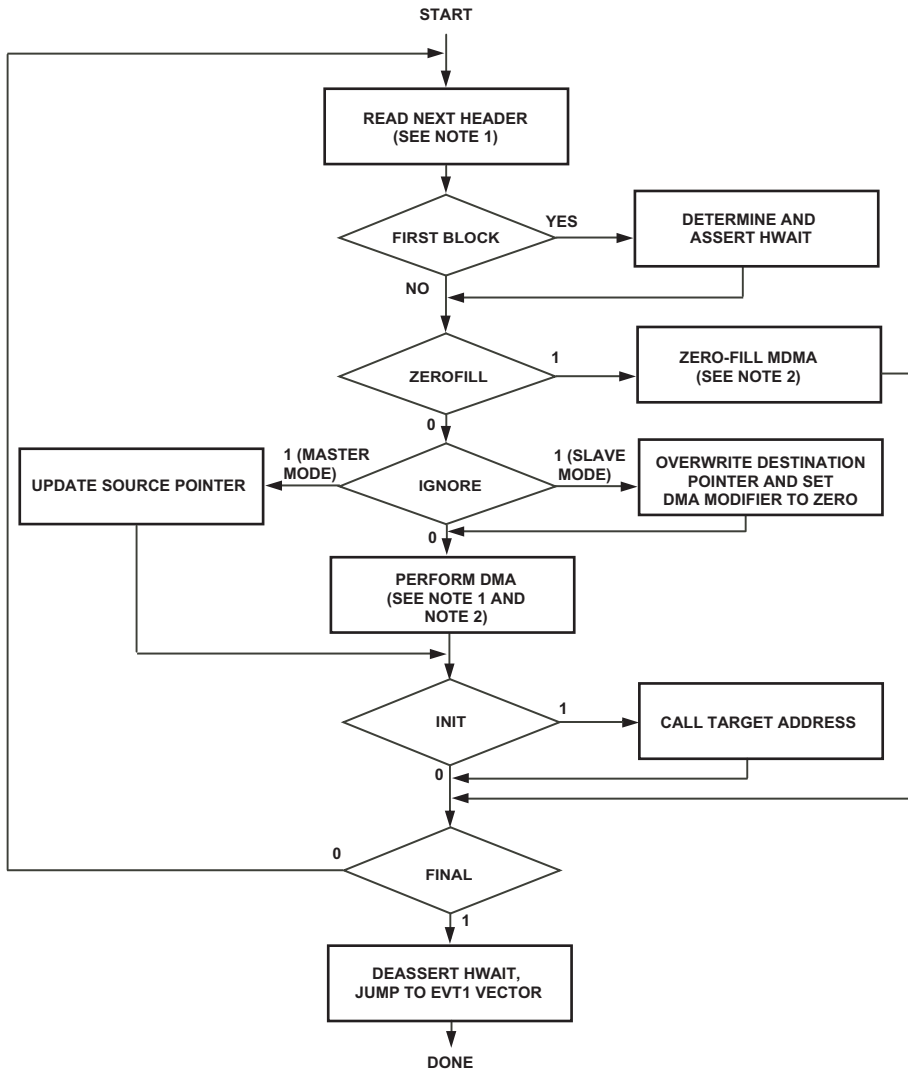 START
READ NEXT HEADER
(SEE NOTE 1)
FIRST BLOCK
YES
DETERMINE AND
ASSERT HWAIT
NO
ZEROFILL
1
ZERO-FILL MDMA
(SEE NOTE 2)
0
UPDATE SOURCE POINTER
1 (MASTER
MODE)
IGNORE
1 (SLAVE
MODE)
OVERWRITE DESTINATION
POINTER AND SET
DMA MODIFIER TO ZERO
0
PERFORM DMA
(SEE NOTE 1 AND
NOTE 2)
INIT
1
CALL TARGET ADDRESS
0
0
FINAL
1
DEASSERT HWAIT,
JUMP TO EVT1 VECTOR
DONE